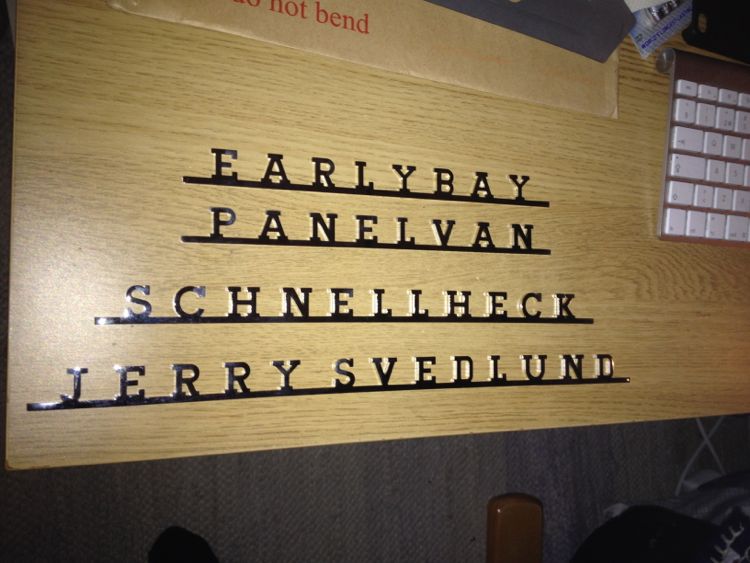 do not bend
EARLYBAY
PANELVAN
SCHNELLHECK
JERRY SVEDLUND